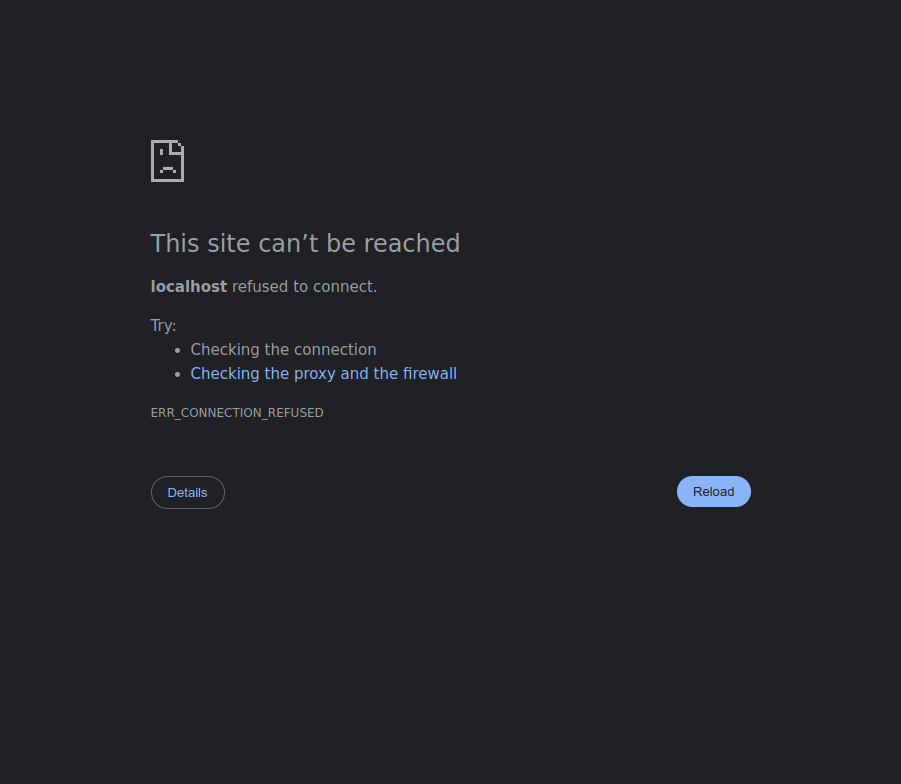 This site can’t be reached
localhost refused to connect.
Try:
Checking the connection
Checking the proxy and the firewall
ERR_CONNECTION_REFUSED
Details
Reload